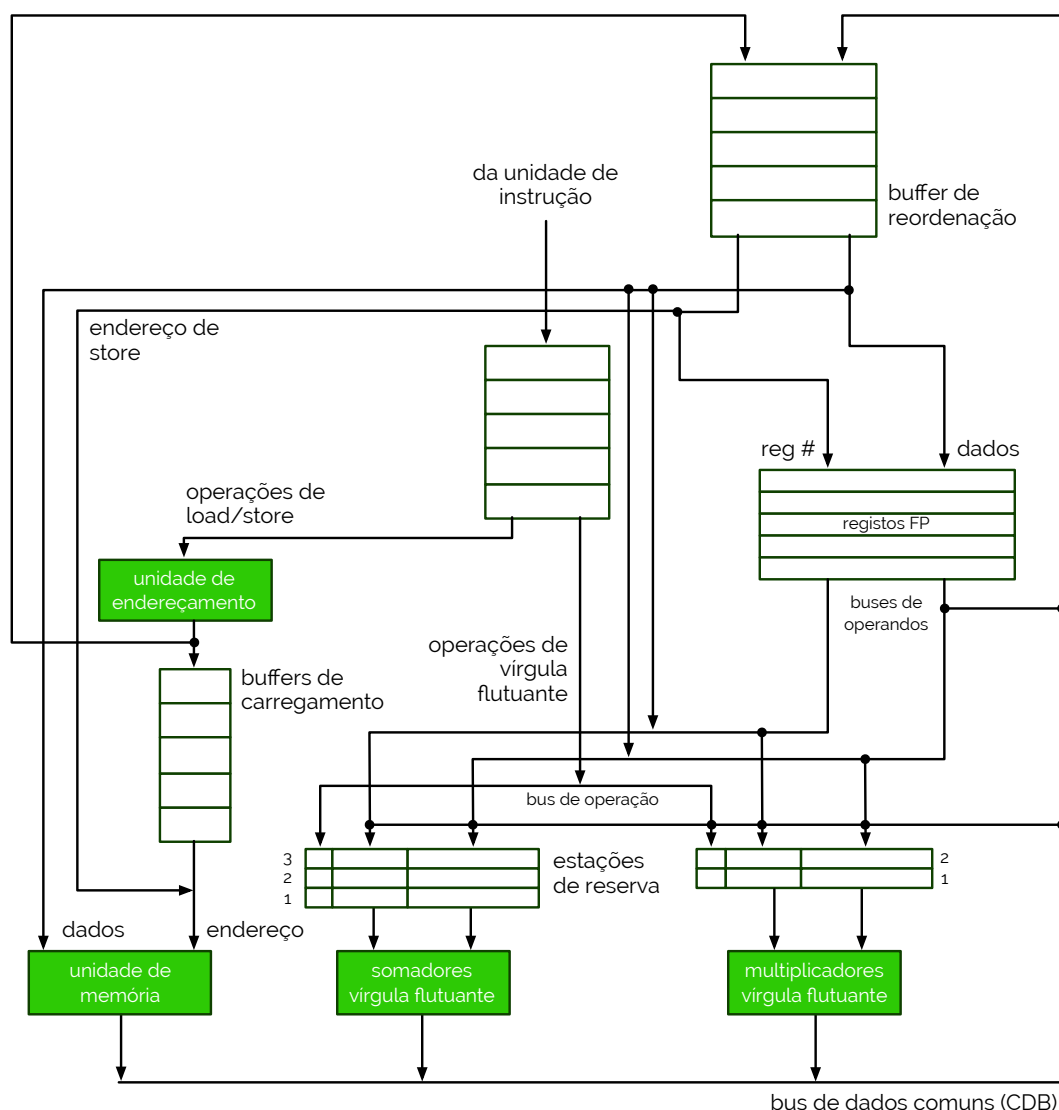 da unidade de
instrução
buffer de
reordenação
endereço de
store
reg #
dados
operações de
load/store
registos FP
unidade de
endereçamento
buses de
operandos
operações de
vírgula
flutuante
buffers de
carregamento
bus de operação
3
2
1
estações
de reserva
2
1
dados
endereço
unidade de
memória
somadores
vírgula flutuante
multiplicadores
vírgula flutuante
bus de dados comuns (CDB)